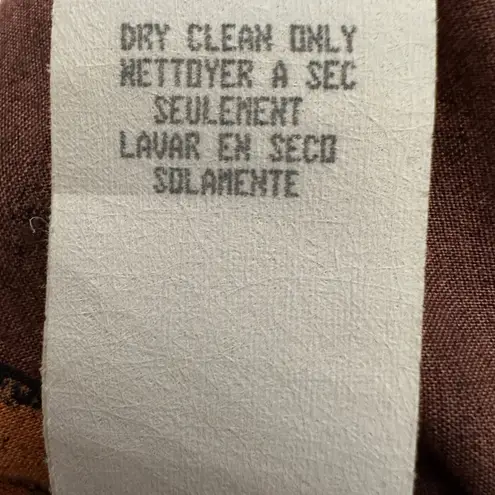 DRY CLEAN ONLY
NETTOYER A SEC
SEULEMENT
LAVAR EN SECO
SOLAMENTE